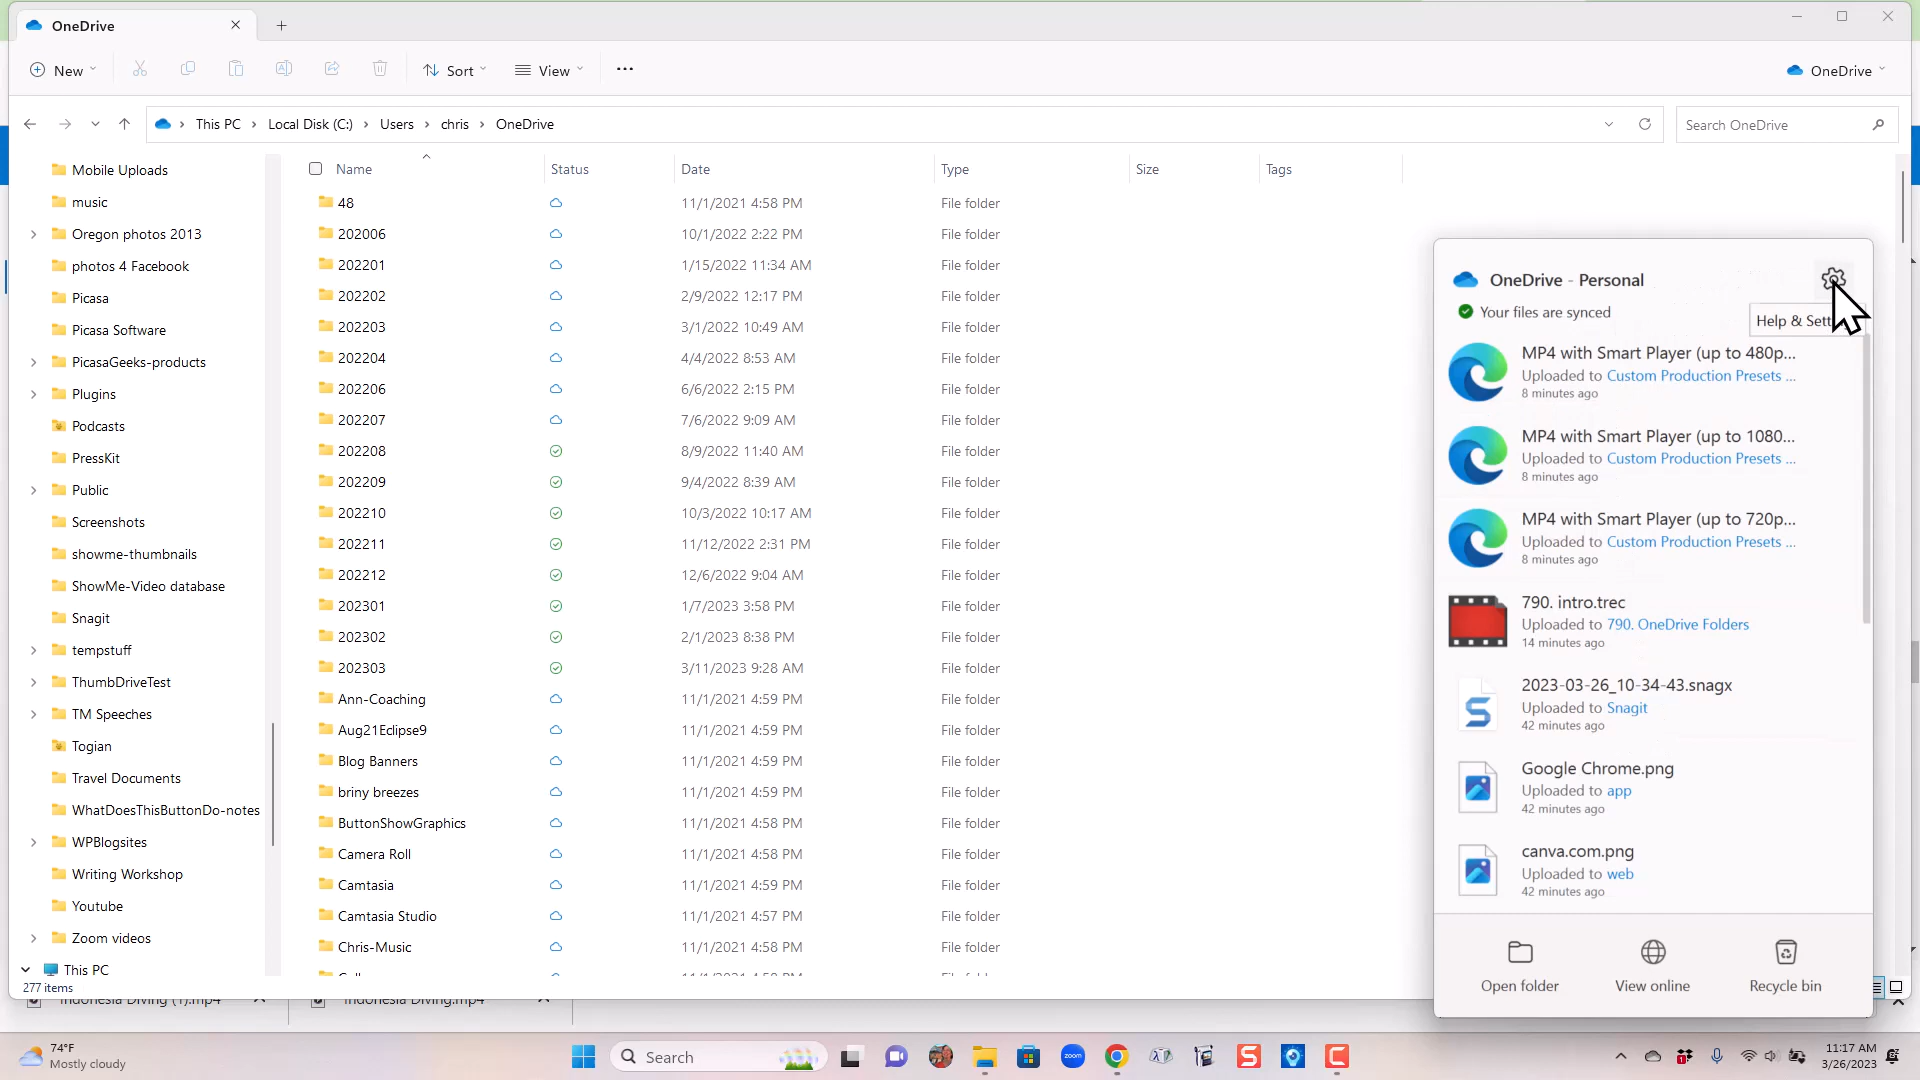 OneDrive
New
Sort
View
OneDrive
This PC
Local Disk (C:)
Users
chris
OneDrive
Search OneDrive
Mobile Uploads
music
Oregon photos 2013
photos 4 Facebook
Picasa
Picasa Software
PicasaGeeks-products
Plugins
Podcasts
PressKit
Public
Screenshots
showme-thumbnails
ShowMe-Video database
Snagit
tempstuff
ThumbDriveTest
TM Speeches
Togian
Travel Documents
WhatDoesThisButtonDo-notes
WPBlogsites
Writing Workshop
Youtube
Zoom videos
This PC
277 items
Name Status Date Type Size Tags
48 11/1/2021 4:58 PM File folder
202006 10/1/2022 2:22 PM File folder
202201 1/15/2022 11:34 AM File folder
202202 2/9/2022 12:17 PM File folder
202203 3/1/2022 10:49 AM File folder
202204 4/4/2022 8:53 AM File folder
202206 6/6/2022 2:15 PM File folder
202207 7/6/2022 9:09 AM File folder
202208 8/9/2022 11:40 AM File folder
202209 9/4/2022 8:39 AM File folder
202210 10/3/2022 10:17 AM File folder
202211 11/12/2022 2:31 PM File folder
202212 12/6/2022 9:04 AM File folder
202301 1/7/2023 3:58 PM File folder
202302 2/1/2023 8:38 PM File folder
202303 3/11/2023 9:28 AM File folder
Ann-Coaching 11/1/2021 4:59 PM File folder
Aug21Eclipse9 11/1/2021 4:59 PM File folder
Blog Banners 11/1/2021 4:59 PM File folder
briny breezes 11/1/2021 4:59 PM File folder
ButtonShowGraphics 11/1/2021 4:58 PM File folder
Camera Roll 11/1/2021 4:58 PM File folder
Camtasia 11/1/2021 4:59 PM File folder
Camtasia Studio 11/1/2021 4:57 PM File folder
Chris-Music 11/1/2021 4:58 PM File folder
OneDrive - Personal
Your files are synced
Help & Sett
MP4 with Smart Player (up to 480p...
Uploaded to Custom Production Presets ...
8 minutes ago
MP4 with Smart Player (up to 1080...
Uploaded to Custom Production Presets ...
8 minutes ago
MP4 with Smart Player (up to 720p...
Uploaded to Custom Production Presets ...
8 minutes ago
790. intro.trec
Uploaded to 790. OneDrive Folders
14 minutes ago
2023-03-26_10-34-43.snagx
Uploaded to Snagit
42 minutes ago
Google Chrome.png
Uploaded to app
42 minutes ago
canva.com.png
Uploaded to web
42 minutes ago
Open folder
View online
Recycle bin
Indonesia Diving (1).mp4
Indonesia Diving.mp4
74°F
Mostly cloudy
Search
zoom
11:17 AM
3/26/2023